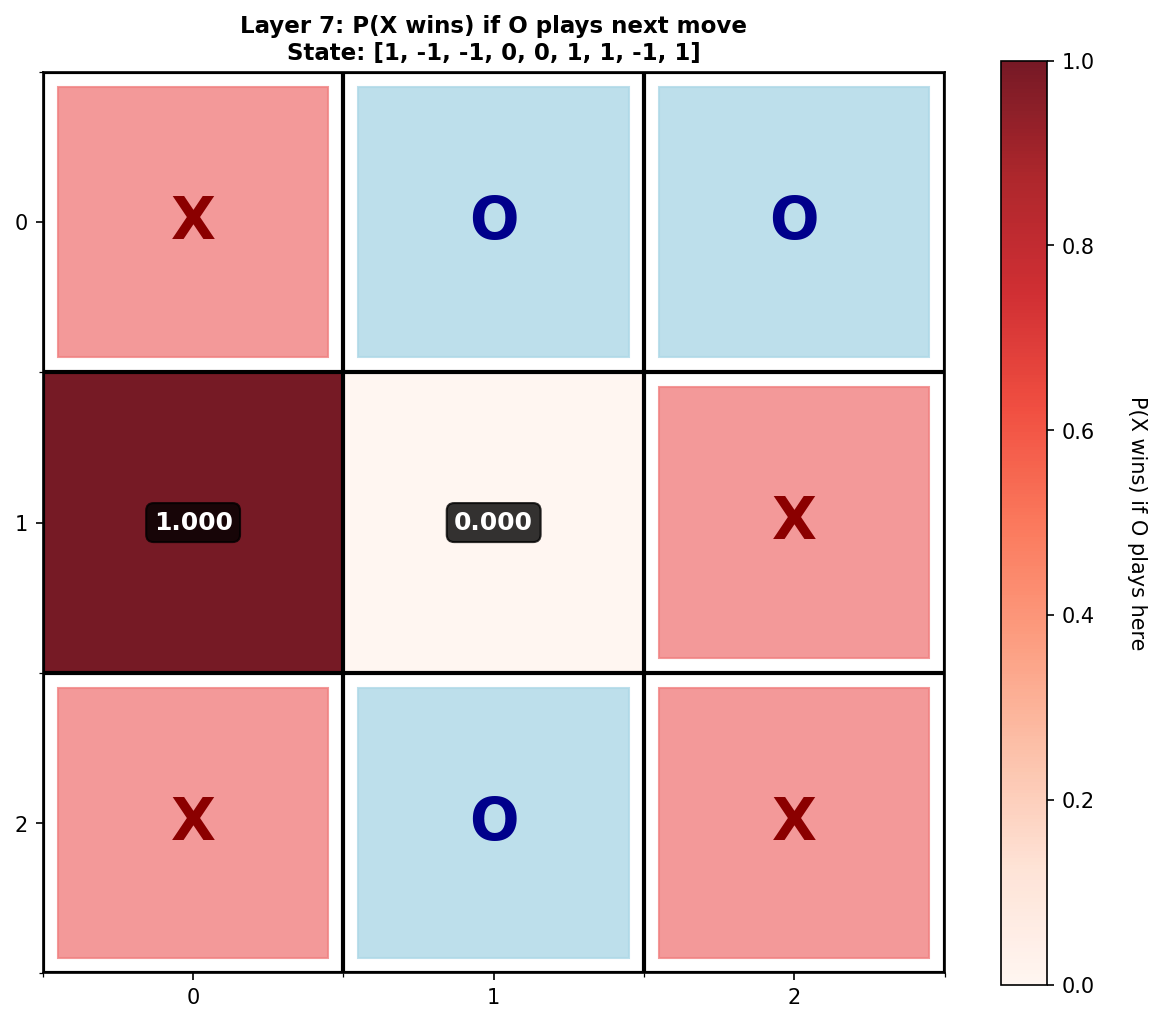 Layer 7: P(X wins) if O plays next move
State: [1, -1, -1, 0, 0, 1, 1, -1, 1]
0
X
O
O
1
1.000
0.000
X
2
X
O
X
0
1
2
1.0
0.8
0.6
0.4
0.2
0.0
P(X wins) if O plays here